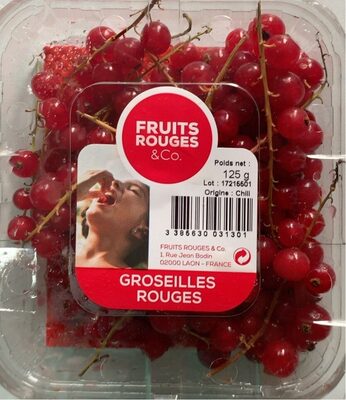 FRUITS
ROUGES
&Co.
Poids net :
125 g
Lot : 17216601
Origine : Chili
3 386630 031301
FRUITS ROUGES & Co.
1, Rue Jean Bodin
02000 LAON - FRANCE
GROSEILLES
ROUGES